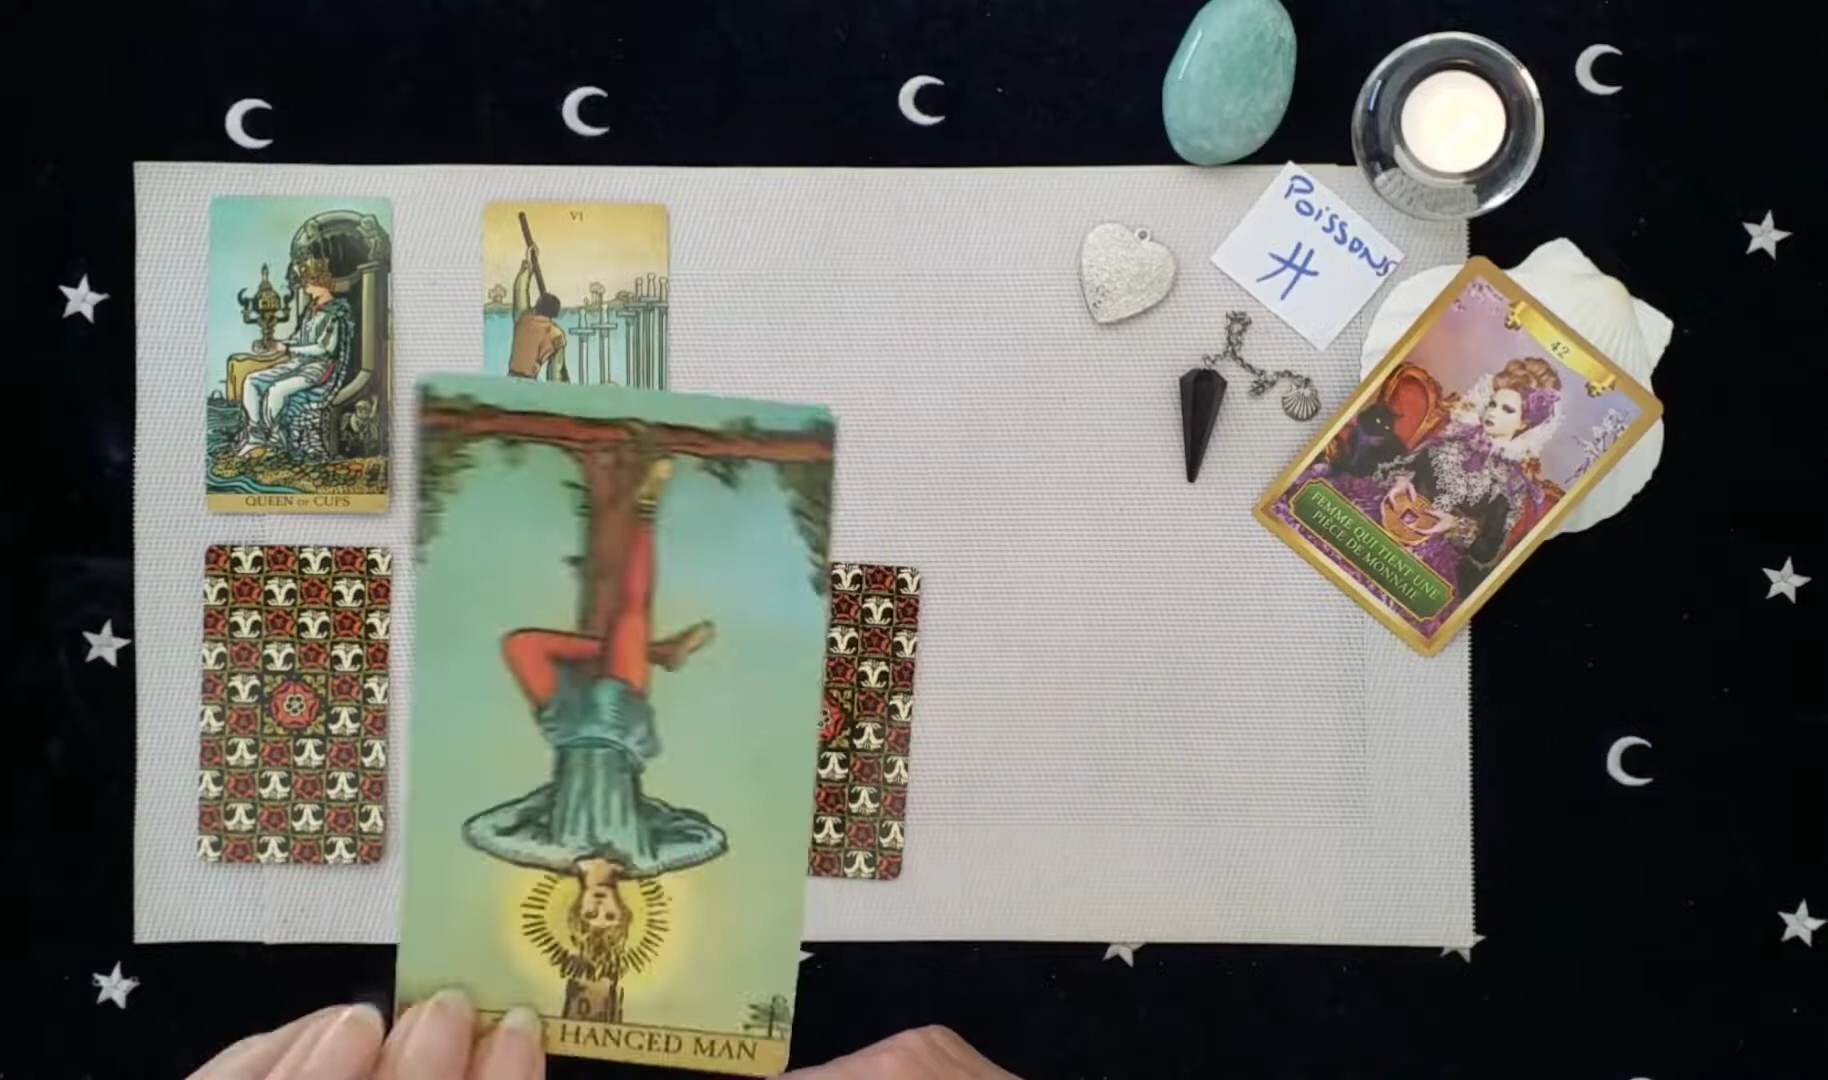 VI
POISSONS
H
42
QUEEN OF CUPS
FEMME QUI TIENT UNE
PIÈCE DE MONNAIE
HANGED MAN